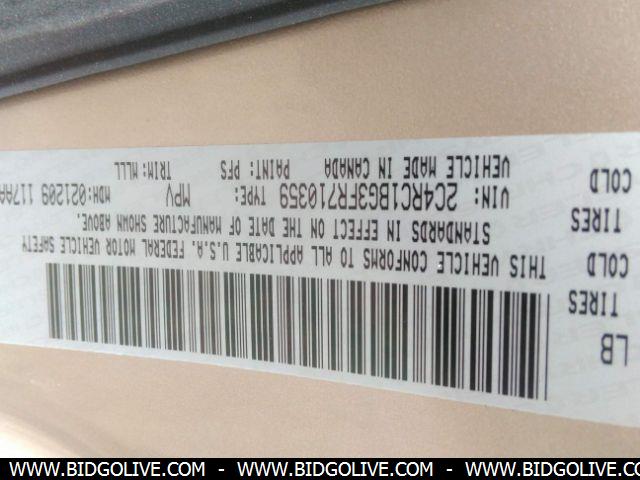 LB
TIRES
COLD
TIRES
COLD
THIS VEHICLE CONFORMS TO ALL APPLICABLE U.S.A. FEDERAL MOTOR VEHICLE SAFETY
STANDARDS IN EFFECT ON THE DATE OF MANUFACTURE SHOWN ABOVE.
VIN: 2C4RC1BG3FR710359 TYPE: MPV MDH:021209 117AA
VEHICLE MADE IN CANADA PAINT: PFS TRIM:MLLL
WWW.BIDGOLIVE.COM - WWW.BIDGOLIVE.COM - WWW.BIDGOLIVE.COM